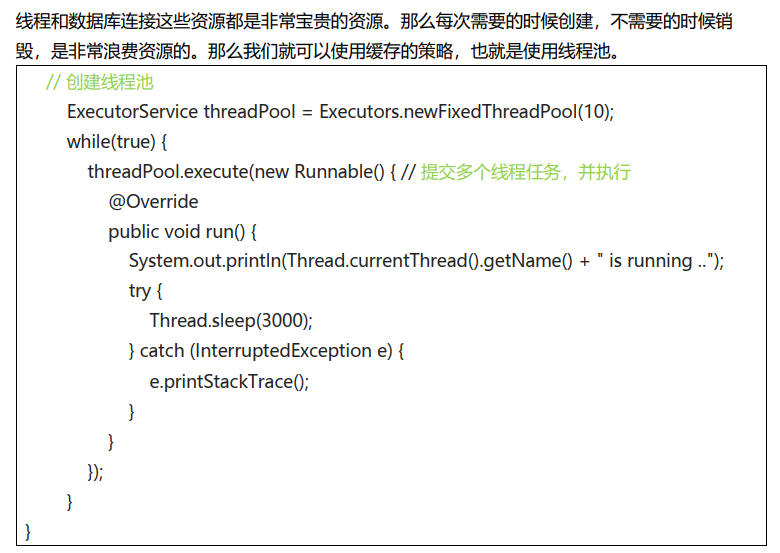 线程和数据库连接这些资源都是非常宝贵的资源。那么每次需要的时候创建，不需要的时候销
毁，是非常浪费资源的。那么我们就可以使用缓存的策略，也就是使用线程池。
// 创建线程池
ExecutorService threadPool = Executors.newFixedThreadPool(10);
while(true) {
threadPool.execute(new Runnable() { // 提交多个线程任务，并执行
@Override
public void run() {
System.out.println(Thread.currentThread().getName() + " is running ..");
try {
Thread.sleep(3000);
} catch (InterruptedException e) {
e.printStackTrace();
}
}
});
}
}